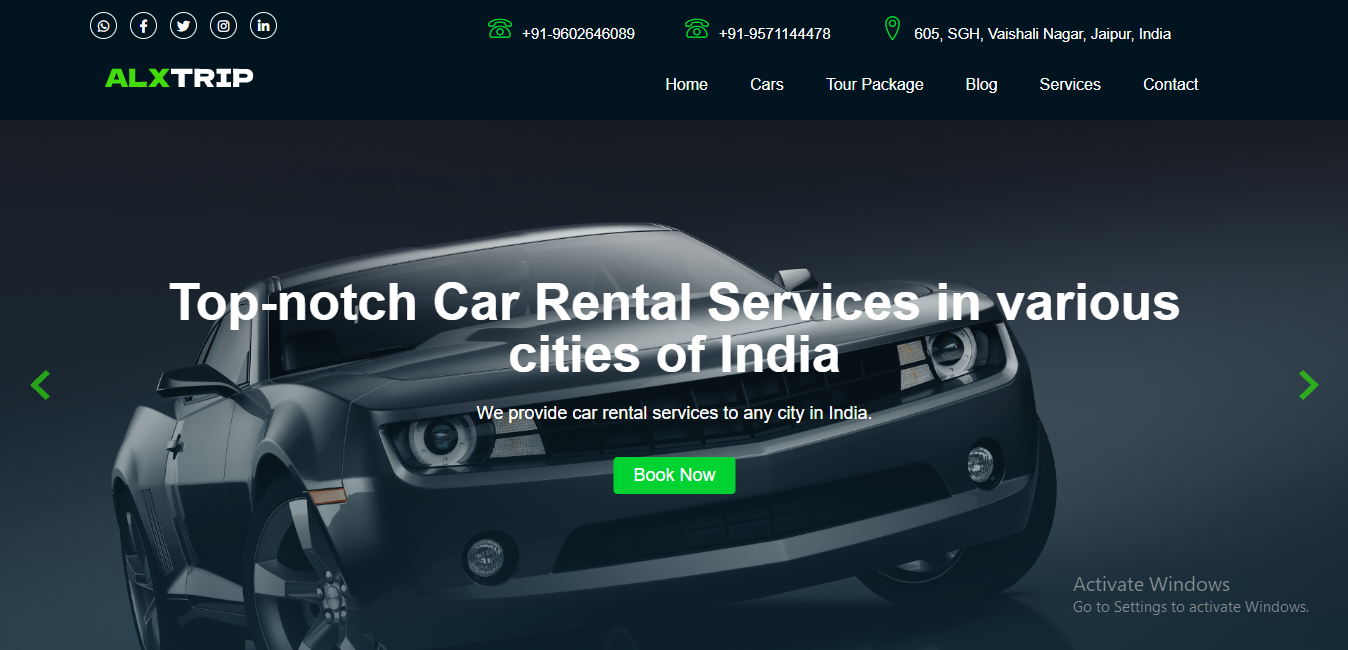 +91-9602646089 +91-9571144478 605, SGH, Vaishali Nagar, Jaipur, India
ALXTRIP
Home Cars Tour Package Blog Services Contact
Top-notch Car Rental Services in various
cities of India
We provide car rental services to any city in India.
Book Now
Activate Windows
Go to Settings to activate Windows.